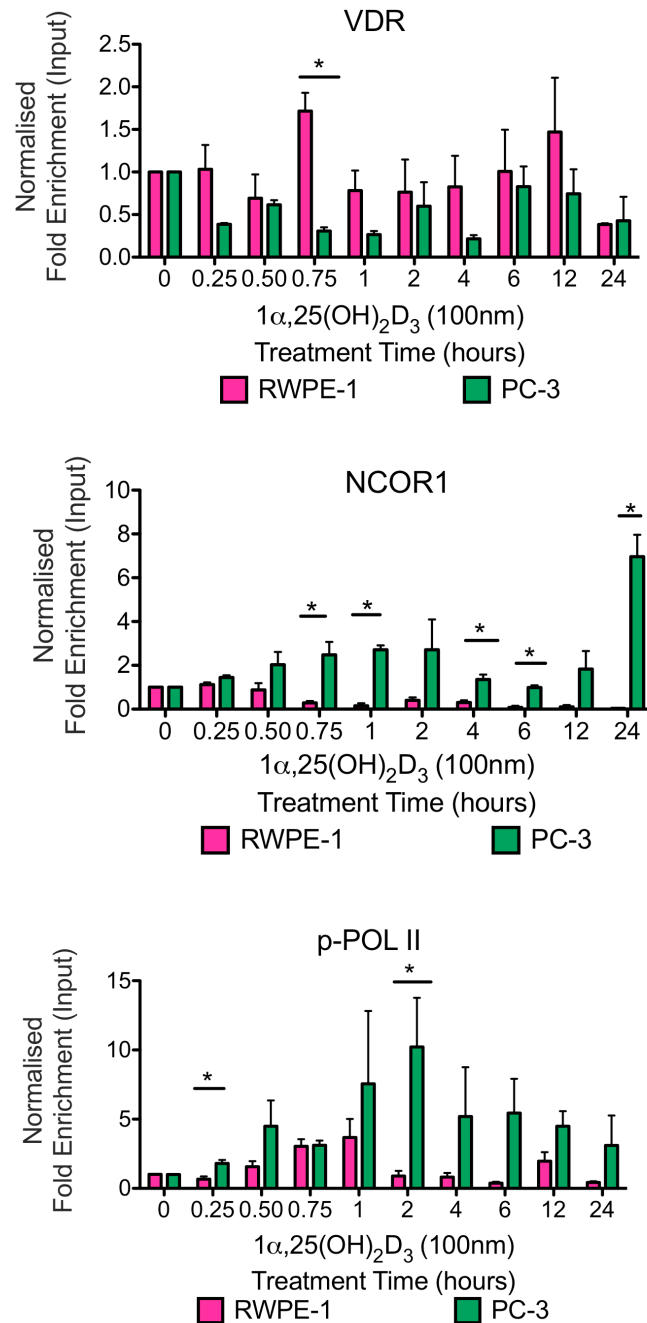 VDR
Normalised
Fold Enrichment (Input)
2.5
2.0
1.5
1.0
0.5
0.0
*
0 0.25 0.50 0.75 1 2 4 6 12 24
1α,25(OH)₂D₃ (100nm)
Treatment Time (hours)
RWPE-1 PC-3
NCOR1
Normalised
Fold Enrichment (Input)
10
8
6
4
2
0
* * * * *
0 0.25 0.50 0.75 1 2 4 6 12 24
1α,25(OH)₂D₃ (100nm)
Treatment Time (hours)
RWPE-1 PC-3
p-POL II
Normalised
Fold Enrichment (Input)
15
10
5
0
* *
0 0.25 0.50 0.75 1 2 4 6 12 24
1α,25(OH)₂D₃ (100nm)
Treatment Time (hours)
RWPE-1 PC-3